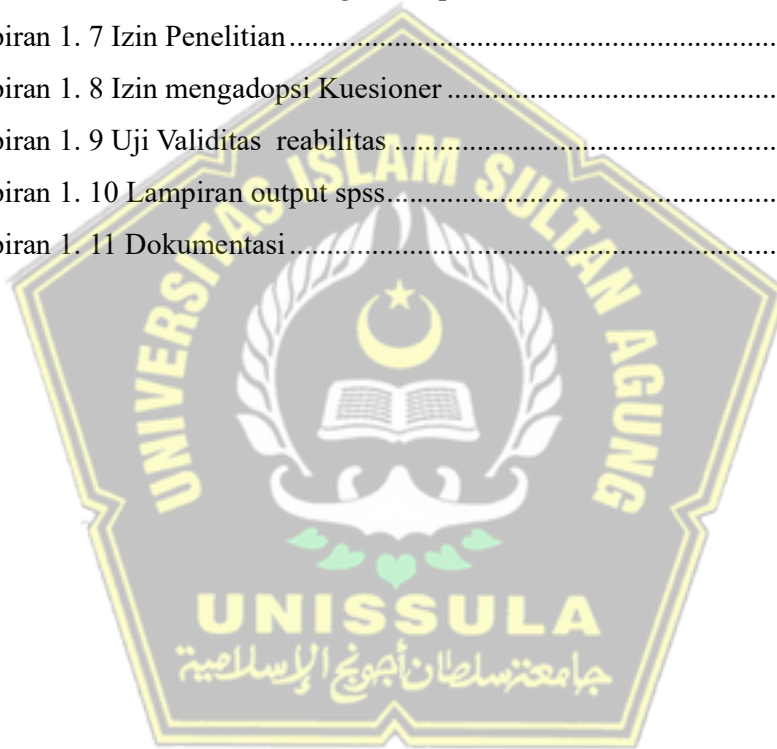 piran 1. 7 Izin Penelitian
piran 1. 8 Izin mengadopsi Kuesioner
piran 1. 9 Uji Validitas reabilitas
piran 1. 10 Lampiran output spss
piran 1. 11 Dokumentasi
UNIVERSITAS ISLAM SULTAN AGUNG
UNISSULA
جامعة سلطان أجونج الإسلامية